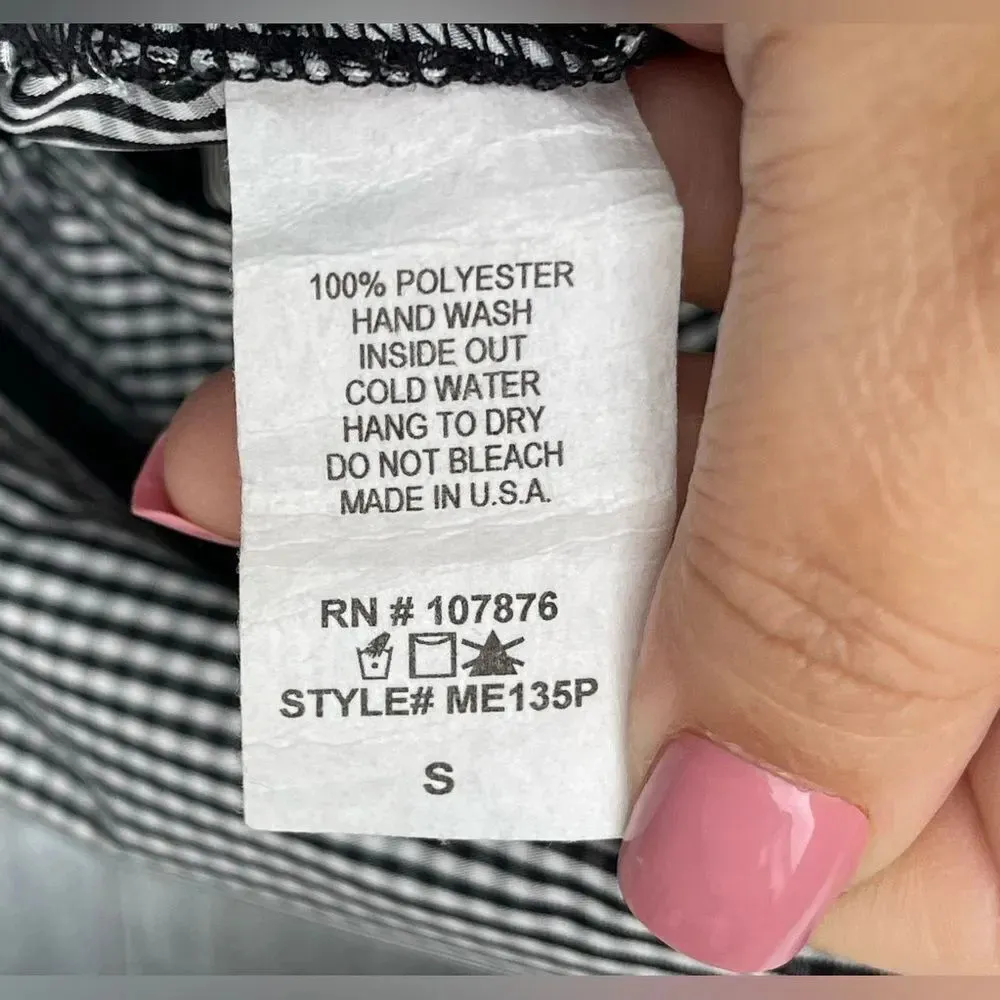 100% POLYESTER
HAND WASH
INSIDE OUT
COLD WATER
HANG TO DRY
DO NOT BLEACH
MADE IN U.S.A.
RN # 107876
STYLE# ME135P
S